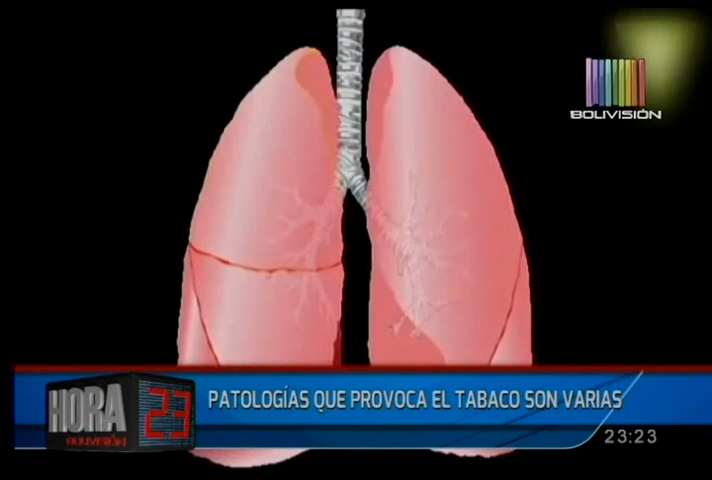 BOLIVISIÓN
HORA 23
BOLIVISIÓN
PATOLOGÍAS QUE PROVOCA EL TABACO SON VARIAS
23:23